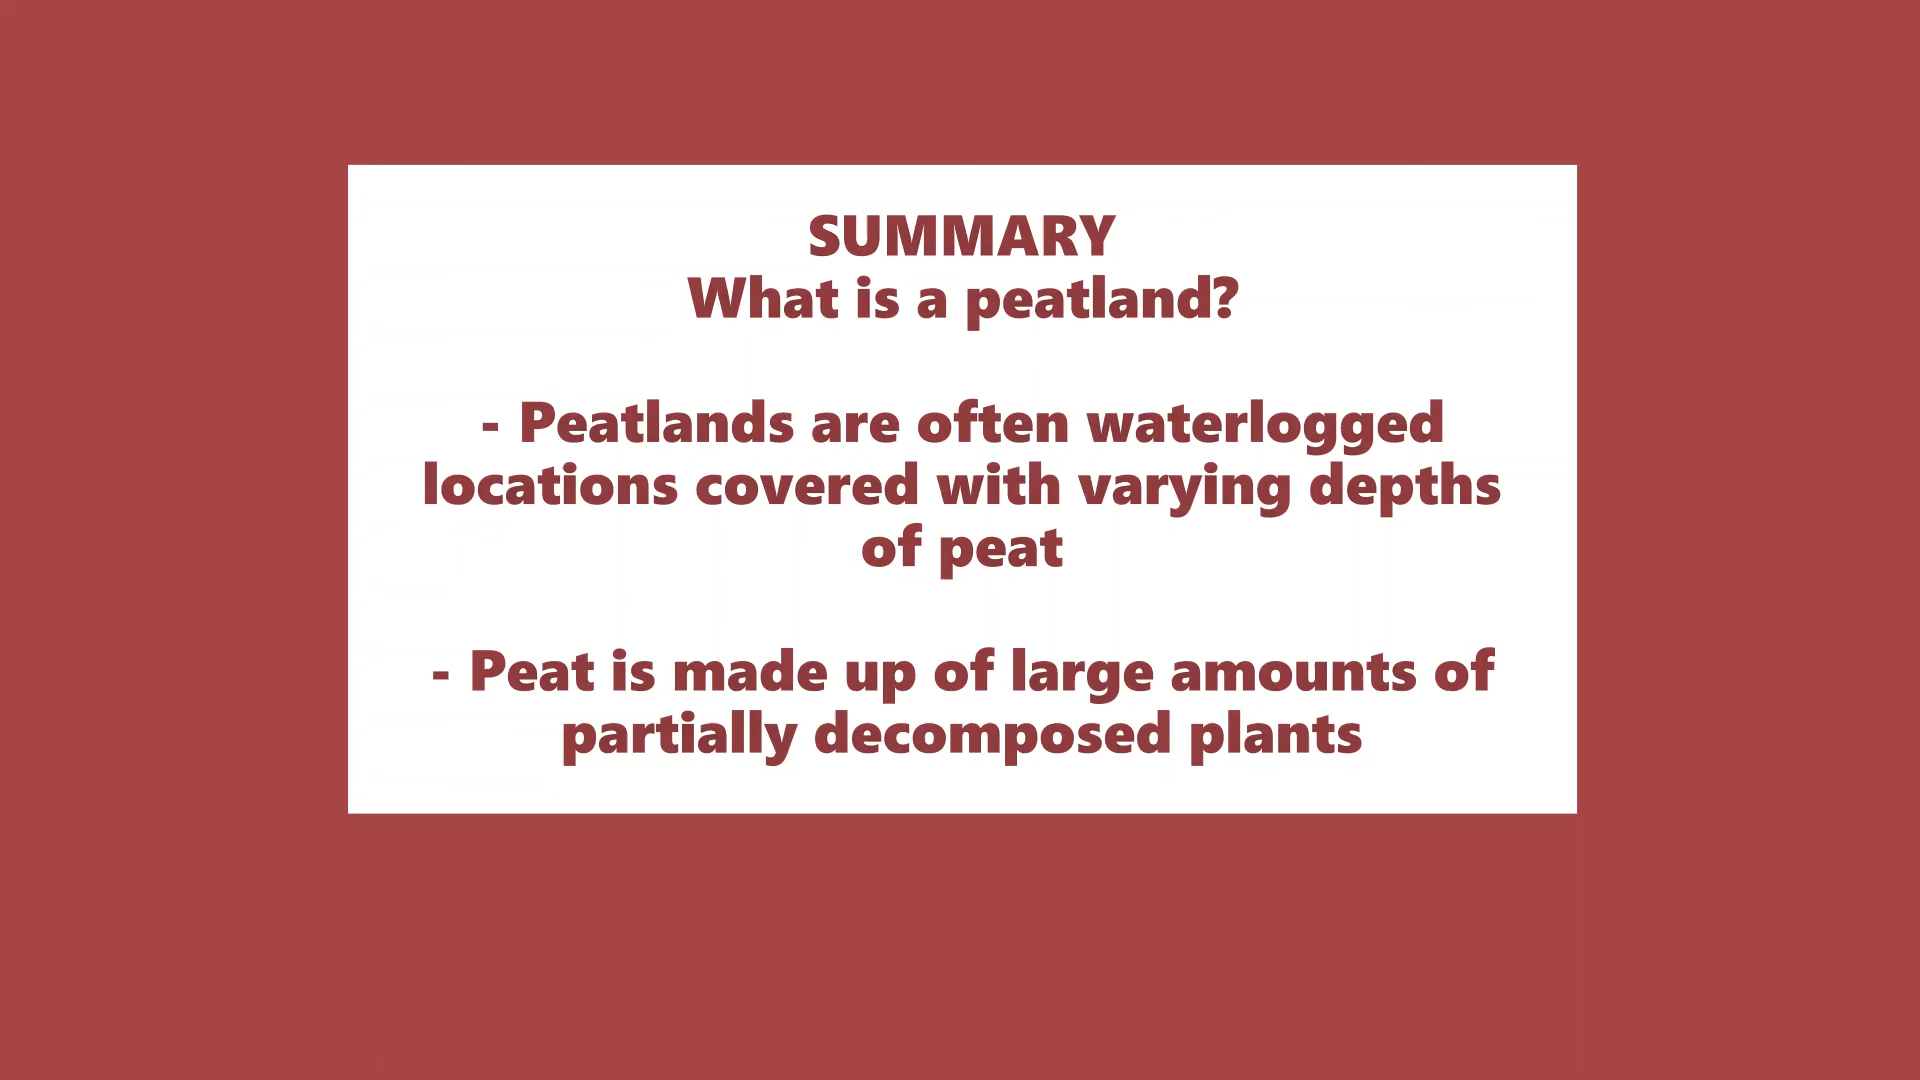 SUMMARY
What is a peatland?
- Peatlands are often waterlogged
locations covered with varying depths
of peat
- Peat is made up of large amounts of
partially decomposed plants